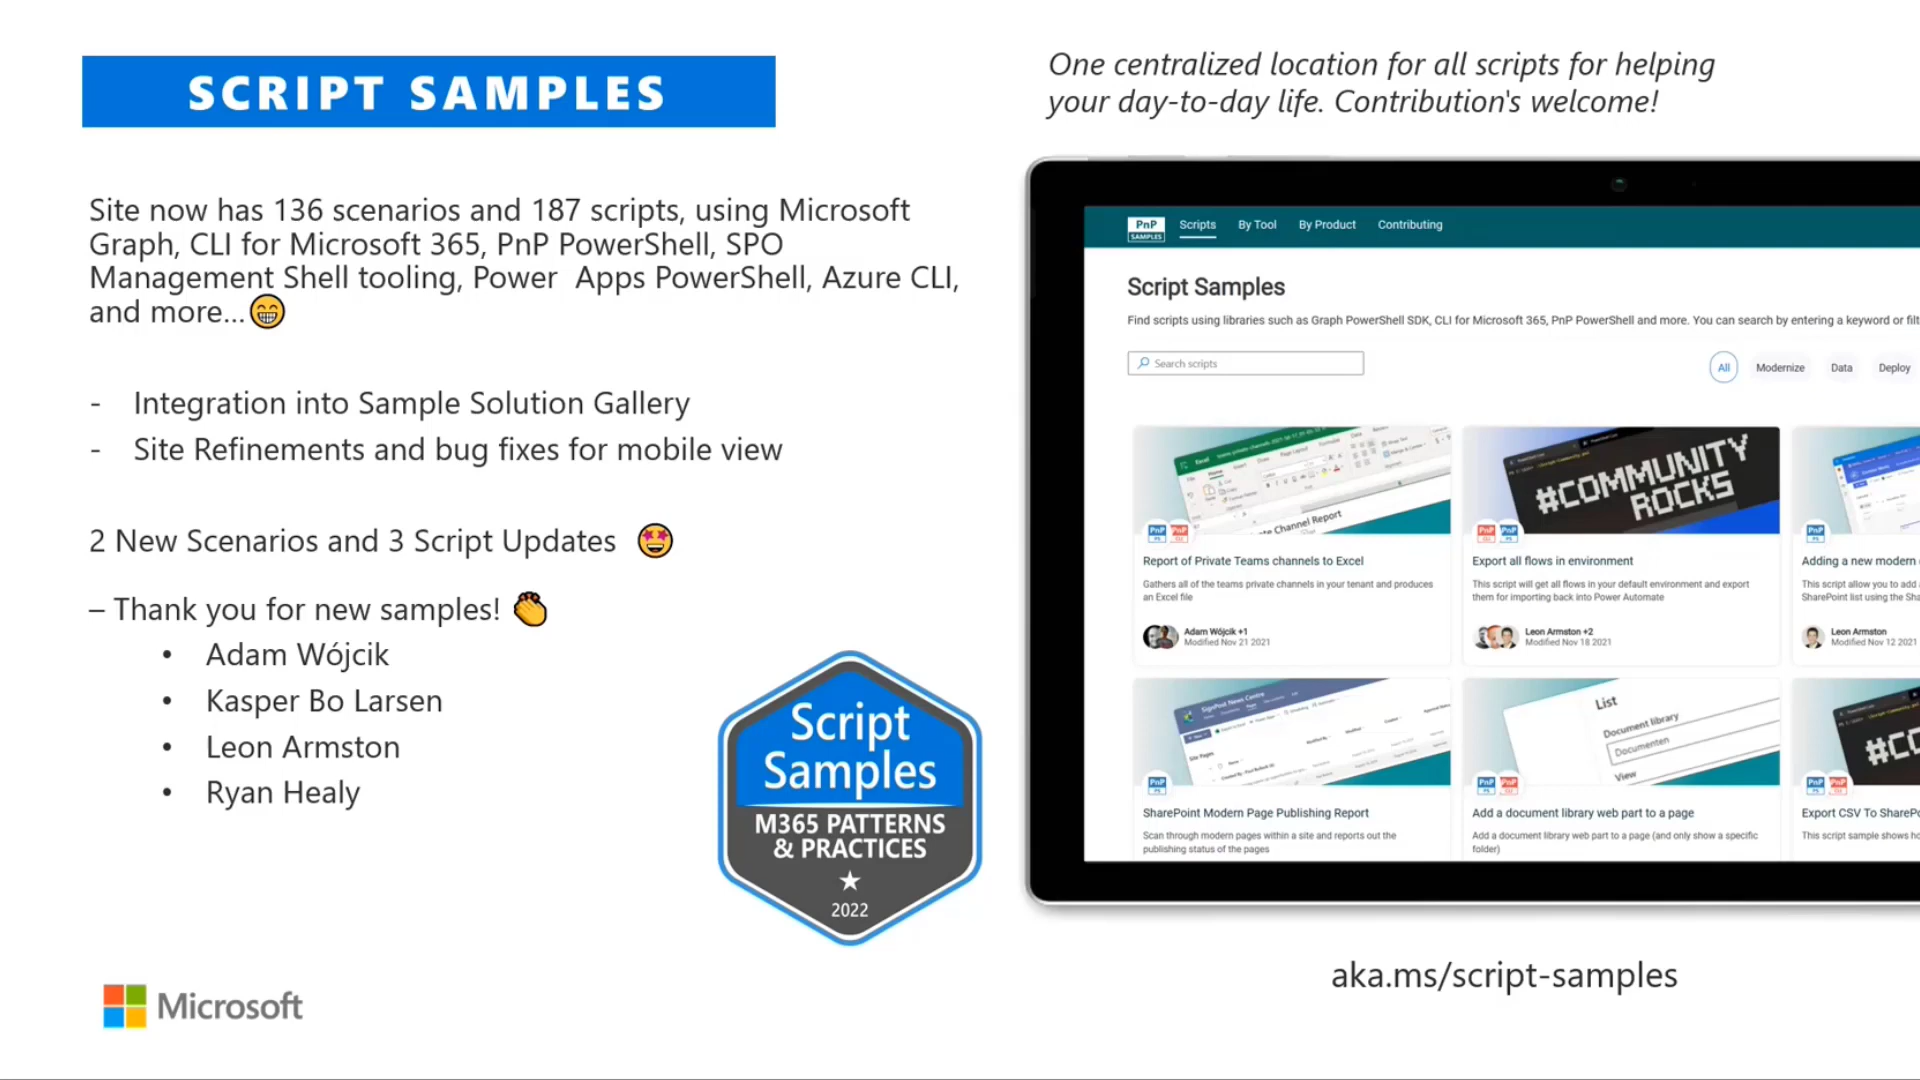 SCRIPT SAMPLES
One centralized location for all scripts for helping
your day-to-day life. Contribution's welcome!
Site now has 136 scenarios and 187 scripts, using Microsoft
Graph, CLI for Microsoft 365, PnP PowerShell, SPO
Management Shell tooling, Power Apps PowerShell, Azure CLI,
and more...😁
- Integration into Sample Solution Gallery
- Site Refinements and bug fixes for mobile view
2 New Scenarios and 3 Script Updates 🤩
– Thank you for new samples! 👏
• Adam Wójcik
• Kasper Bo Larsen
• Leon Armston
• Ryan Healy
Script
Samples
M365 PATTERNS
& PRACTICES
★
2022
Microsoft
PnP
SAMPLES
Scripts By Tool By Product Contributing
Script Samples
Find scripts using libraries such as Graph PowerShell SDK, CLI for Microsoft 365, PnP PowerShell and more. You can search by entering a keyword or
Search scripts
All Modernize Data Deploy
te Channel Report
Report of Private Teams channels to Excel
Gathers all of the teams private channels in your tenant and produces
an Excel file
Adam Wójcik +1
Modified Nov 21 2021
#COMMUNITY
ROCKS
Export all flows in environment
This script will get all flows in your default environment and export
them for importing back into Power Automate
Leon Armston +2
Modified Nov 18 2021
Adding a new modern
This script allow you to add
SharePoint list using the
Leon Armston
Modified Nov 12 2021
SignPost News Centre
Site Pages
SharePoint Modern Page Publishing Report
Scan through modern pages within a site and reports out the
publishing status of the pages
List
Document library
Documenten
View
Add a document library web part to a page
Add a document library web part to a page (and only show a specific
folder)
#CO
Export CSV To
This script sample shows
aka.ms/script-samples